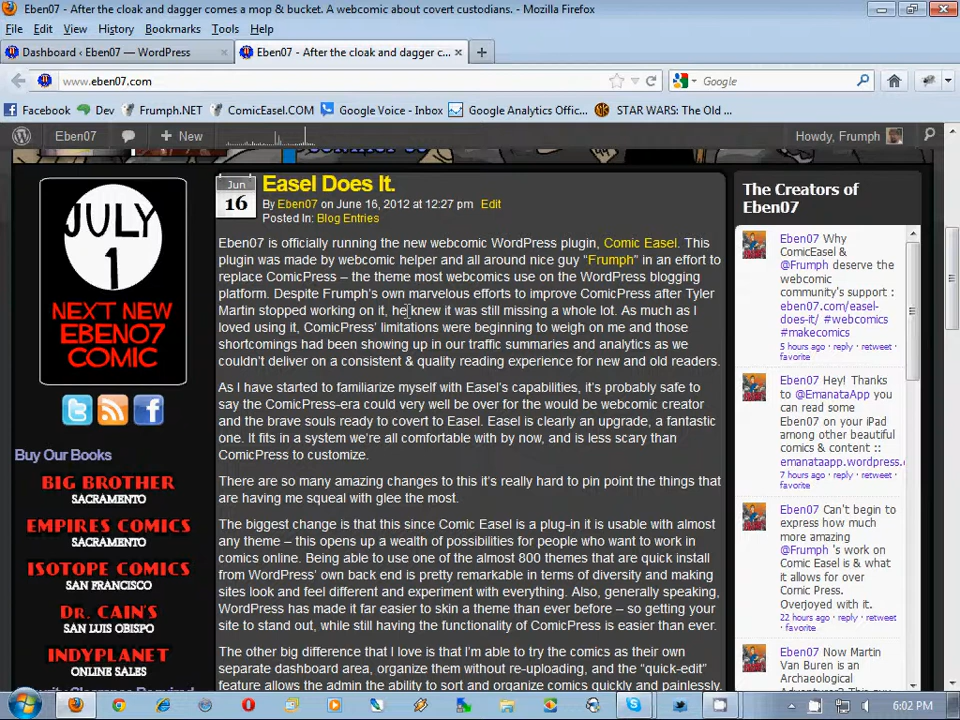 Eben07 - After the cloak and dagger comes a mop & bucket. A webcomic about covert custodians. - Mozilla Firefox
File Edit View History Bookmarks Tools Help
Dashboard ‹ Eben07 — WordPress
Eben07 - After the cloak and dagger c...
www.eben07.com
Google
Facebook Dev Frumph.NET ComicEasel.COM Google Voice - Inbox Google Analytics Offic... STAR WARS: The Old ...
Eben07 New Howdy, Frumph
JULY
1
NEXT NEW
EBEN07
COMIC
Buy Our Books
BIG BROTHER
SACRAMENTO
EMPIRES COMICS
SACRAMENTO
ISOTOPE COMICS
SAN FRANCISCO
DR. CAIN'S
SAN LUIS OBISPO
INDYPLANET
ONLINE SALES
Jun
16
Easel Does It.
By Eben07 on June 16, 2012 at 12:27 pm Edit
Posted In: Blog Entries
Eben07 is officially running the new webcomic WordPress plugin, Comic Easel. This
plugin was made by webcomic helper and all around nice guy “Frumph” in an effort to
replace ComicPress – the theme most webcomics use on the WordPress blogging
platform. Despite Frumph’s own marvelous efforts to improve ComicPress after Tyler
Martin stopped working on it, he knew it was still missing a whole lot. As much as I
loved using it, ComicPress’ limitations were beginning to weigh on me and those
shortcomings had been showing up in our traffic summaries and analytics as we
couldn’t deliver on a consistent & quality reading experience for new and old readers.
As I have started to familiarize myself with Easel’s capabilities, it’s probably safe to
say the ComicPress-era could very well be over for the would be webcomic creator
and the brave souls ready to covert to Easel. Easel is clearly an upgrade, a fantastic
one. It fits in a system we’re all comfortable with by now, and is less scary than
ComicPress to customize.
There are so many amazing changes to this it’s really hard to pin point the things that
are having me squeal with glee the most.
The biggest change is that this since Comic Easel is a plug-in it is usable with almost
any theme – this opens up a wealth of possibilities for people who want to work in
comics online. Being able to use one of the almost 800 themes that are quick install
from WordPress’ own back end is pretty remarkable in terms of diversity and making
sites look and feel different and experiment with everything. Also, generally speaking,
WordPress has made it far easier to skin a theme than ever before – so getting your
site to stand out, while still having the functionality of ComicPress is easier than ever.
The other big difference that I love is that I’m able to try the comics as their own
separate dashboard area, organize them without re-uploading, and the “quick-edit”
feature allows the admin the ability to sort and organize comics quickly and painlessly.
The Creators of
Eben07
Eben07 Why
ComicEasel &
@Frumph deserve the
webcomic
community's support :
eben07.com/easel-
does-it/ #webcomics
#makecomics
5 hours ago · reply · retweet ·
favorite
Eben07 Hey! Thanks
to @EmanataApp you
can read some
Eben07 on your iPad
among other beautiful
comics & content ::
emanataapp.wordpress.
7 hours ago · reply · retweet ·
favorite
Eben07 Can't begin to
express how much
more amazing
@Frumph 's work on
Comic Easel is & what
it allows for over
Comic Press.
Overjoyed with it.
22 hours ago · reply · retweet
· favorite
Eben07 Now Martin
Van Buren is an
Archaeological
6:02 PM